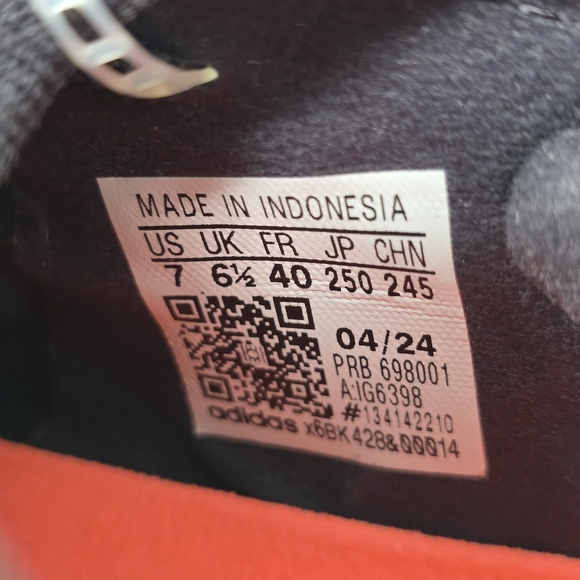 MADE IN INDONESIA
US UK FR JP CHN
7 6½ 40 250 245
04/24
PRB 698001
A:IG6398
#134142210
adidas x6BK428&00014